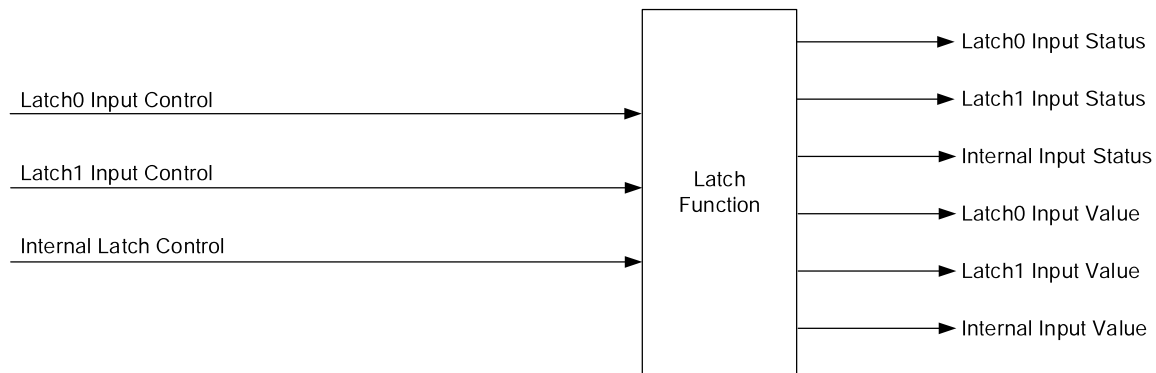 Latch0 Input Control
Latch1 Input Control
Internal Latch Control
Latch
Function
Latch0 Input Status
Latch1 Input Status
Internal Input Status
Latch0 Input Value
Latch1 Input Value
Internal Input Value